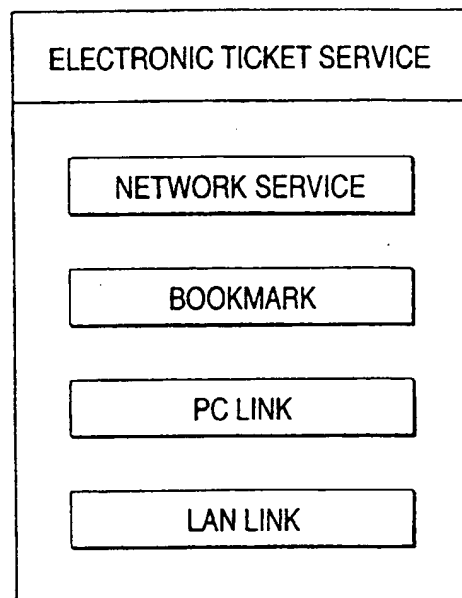 ELECTRONIC TICKET SERVICE
NETWORK SERVICE
BOOKMARK
PC LINK
LAN LINK